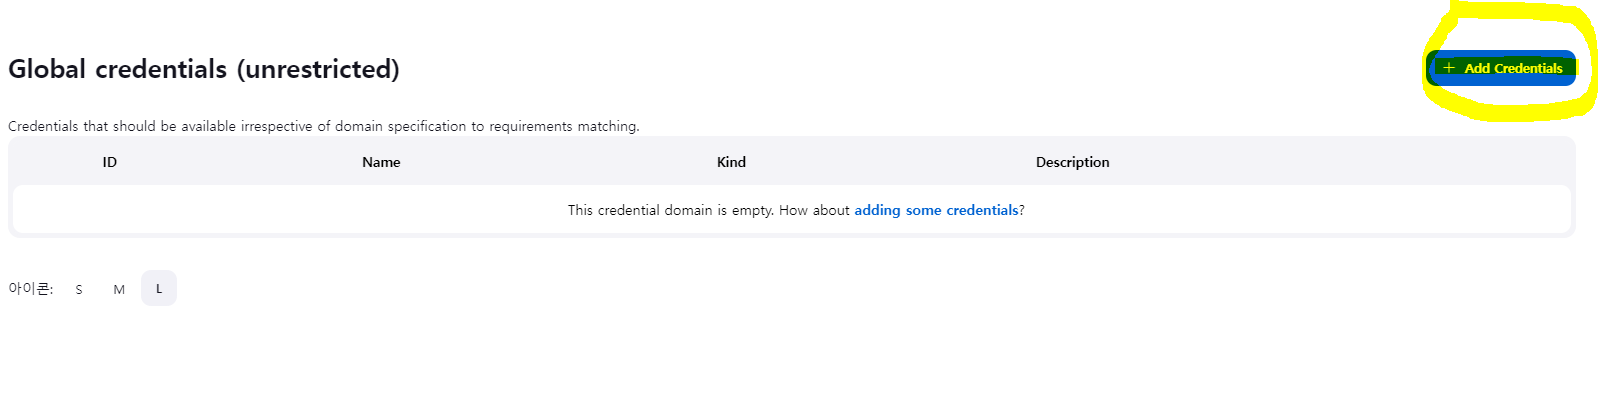 Global credentials (unrestricted)
+ Add Credentials
Credentials that should be available irrespective of domain specification to requirements matching.
ID Name Kind Description
This credential domain is empty. How about adding some credentials?
아이콘: S M L